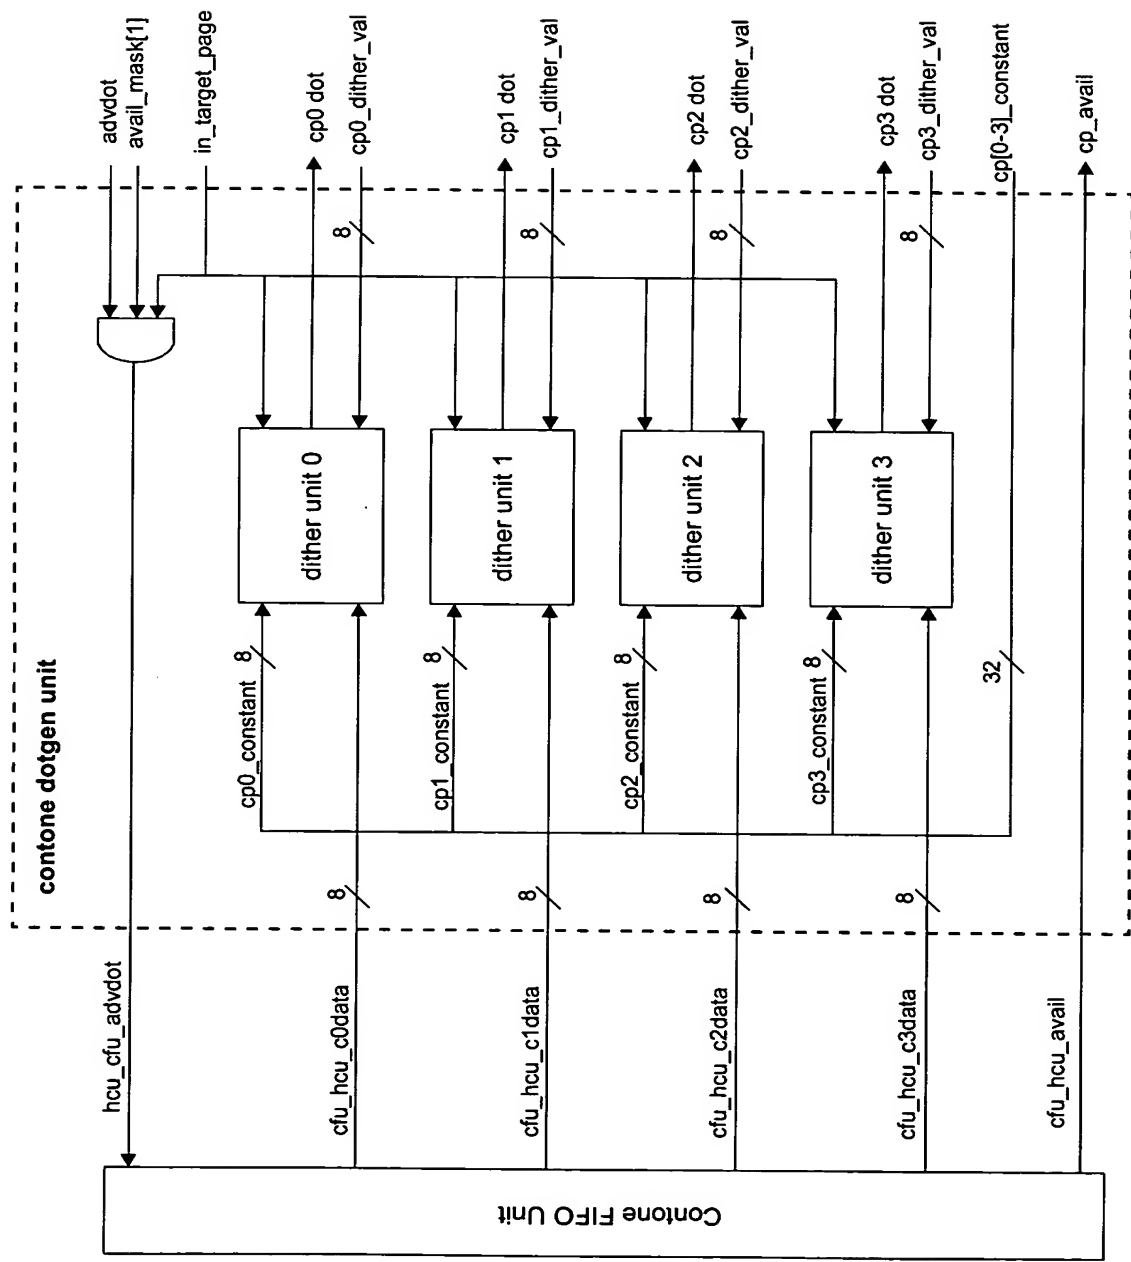 contone dotgen unit
advdot
avail_mask[1]
in_target_page
cp0 dot
cp0_dither_val
cp1 dot
cp1_dither_val
cp2 dot
cp2_dither_val
cp3 dot
cp3_dither_val
cp[0-3]_constant
cp_avail
8
8
8
8
dither unit 0
dither unit 1
dither unit 2
dither unit 3
cp0_constant
8
cp1_constant
8
cp2_constant
8
cp3_constant
8
32
8
8
8
8
hcu_cfu_advdot
cfu_hcu_c0data
cfu_hcu_c1data
cfu_hcu_c2data
cfu_hcu_c3data
cfu_hcu_avail
Contone FIFO Unit